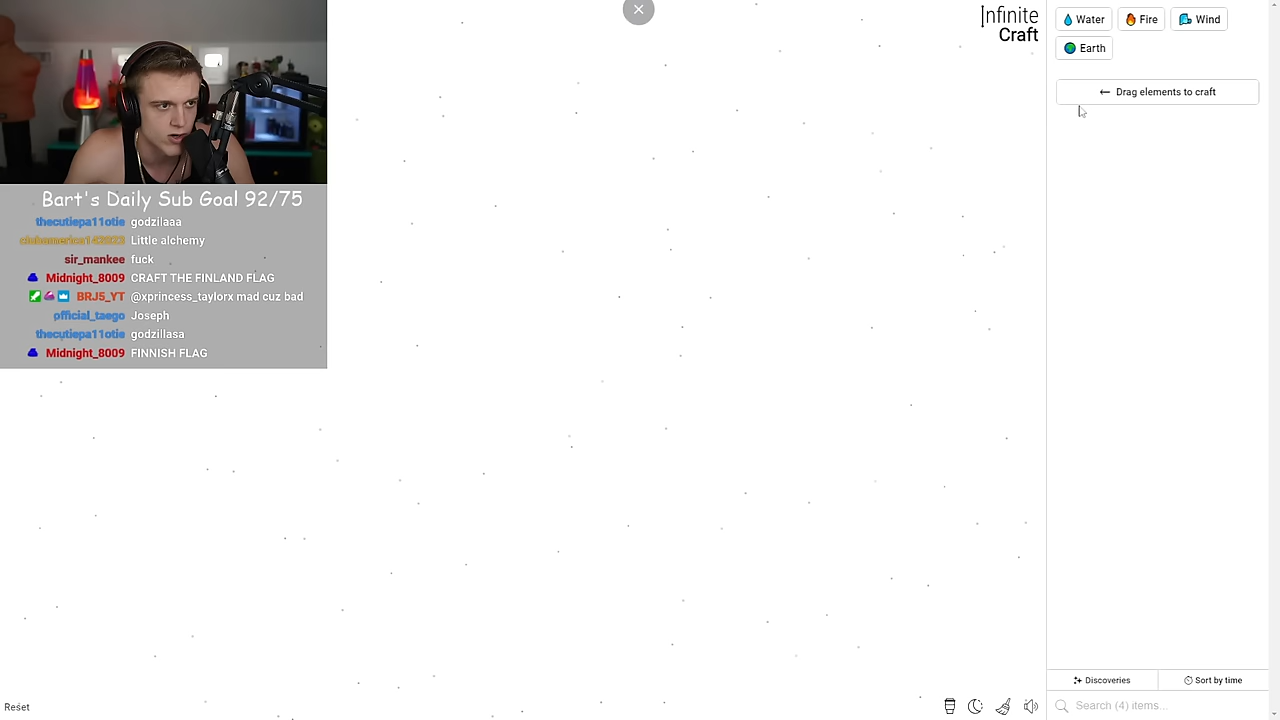 Bart's Daily Sub Goal 92/75
thecutiepa11otie godzilaaa
Little alchemy
sir_mankee fuck
Midnight_8009 CRAFT THE FINLAND FLAG
BRJ5_YT @xprincess_taylorx mad cuz bad
official_taego Joseph
thecutiepa11otie godzillasa
Midnight_8009 FINNISH FLAG
Reset
Infinite
Craft
Water Fire Wind
Earth
← Drag elements to craft
Discoveries Sort by time
Search (4) items...